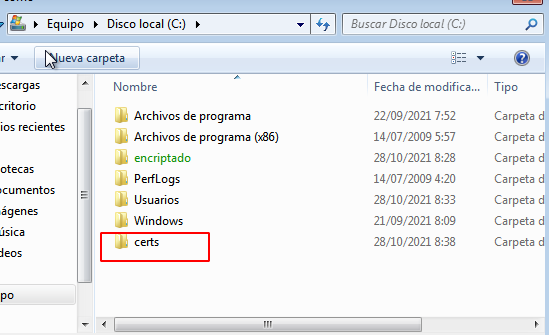 Equipo ▸ Disco local (C:) ▸
Buscar Disco local (C:)
Nueva carpeta
Nombre
Fecha de modifica...
Tipo
Archivos de programa 22/09/2021 7:52 Carpeta d
Archivos de programa (x86) 14/07/2009 5:57 Carpeta d
encriptado 28/10/2021 8:28 Carpeta d
PerfLogs 14/07/2009 4:20 Carpeta d
Usuarios 28/10/2021 8:33 Carpeta d
Windows 21/09/2021 8:09 Carpeta d
certs 28/10/2021 8:38 Carpeta d
escargas
critorio
ios recientes
otecas
ocumentos
ágenes
úsica
deos
po